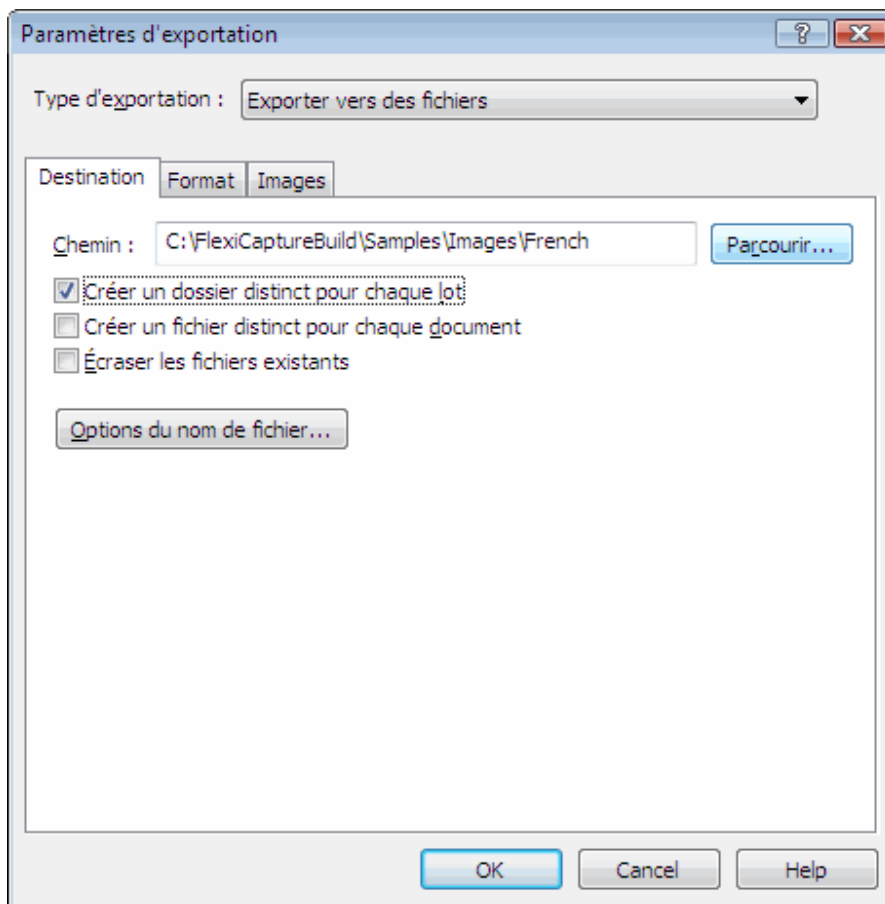 Paramètres d'exportation
Type d'exportation : Exporter vers des fichiers
Destination Format Images
Chemin : C:\FlexiCaptureBuild\Samples\Images\French Parcourir...
Créer un dossier distinct pour chaque lot
Créer un fichier distinct pour chaque document
Écraser les fichiers existants
Options du nom de fichier...
OK Cancel Help